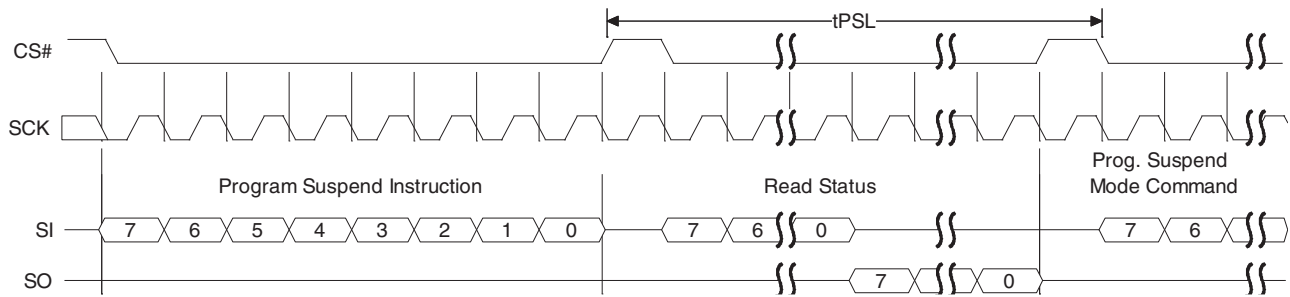 tPSL
CS#
SCK
Prog. Suspend
Program Suspend Instruction Read Status Mode Command
SI 7 6 5 4 3 2 1 0 7 6 0 7 6
SO 7 0